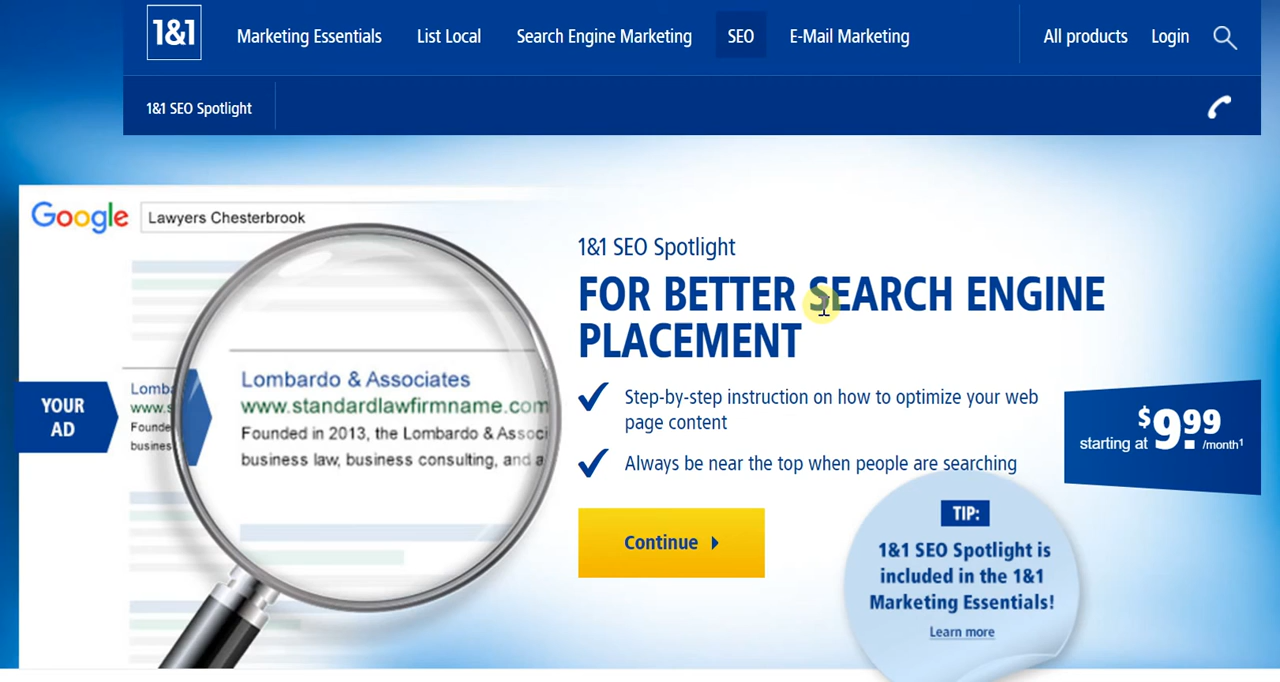 1&1
Marketing Essentials
List Local
Search Engine Marketing
SEO
E-Mail Marketing
All products
Login
1&1 SEO Spotlight
Google
Lawyers Chesterbrook
YOUR
AD
Lomb
www.s
Founde
busines
Lombardo & Associates
www.standardlawfirmname.com
Founded in 2013, the Lombardo & Associ
business law, business consulting, and a
1&1 SEO Spotlight
FOR BETTER SEARCH ENGINE
PLACEMENT
Step-by-step instruction on how to optimize your web
page content
Always be near the top when people are searching
starting at $9.99/month¹
Continue
TIP:
1&1 SEO Spotlight is
included in the 1&1
Marketing Essentials!
Learn more